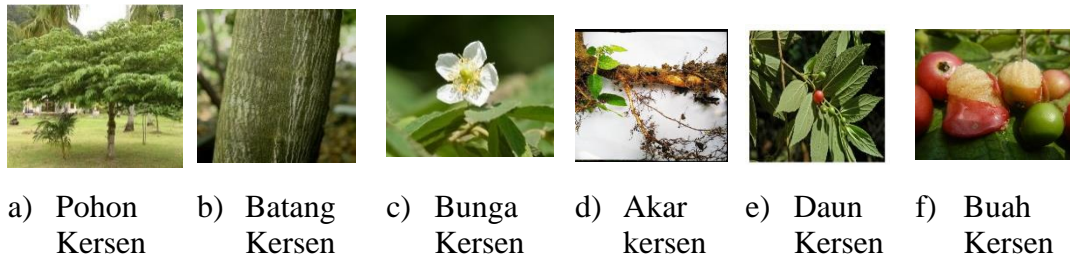 a) Pohon Kersen
b) Batang Kersen
c) Bunga Kersen
d) Akar kersen
e) Daun Kersen
f) Buah Kersen